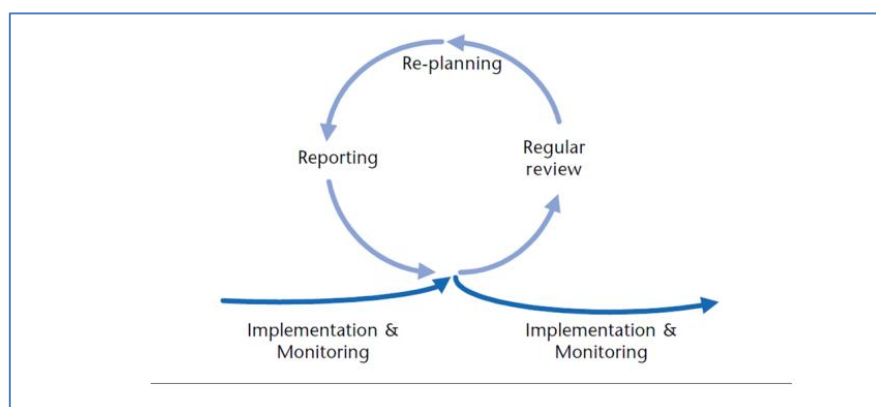 Re-planning
Reporting
Regular
review
Implementation &
Monitoring
Implementation &
Monitoring